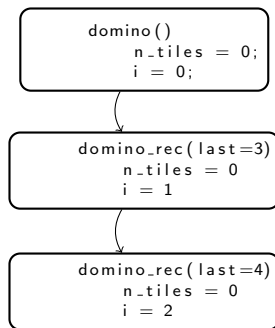 domino()
n_tiles = 0;
i = 0;
domino_rec(last=3)
n_tiles = 0
i = 1
domino_rec(last=4)
n_tiles = 0
i = 2